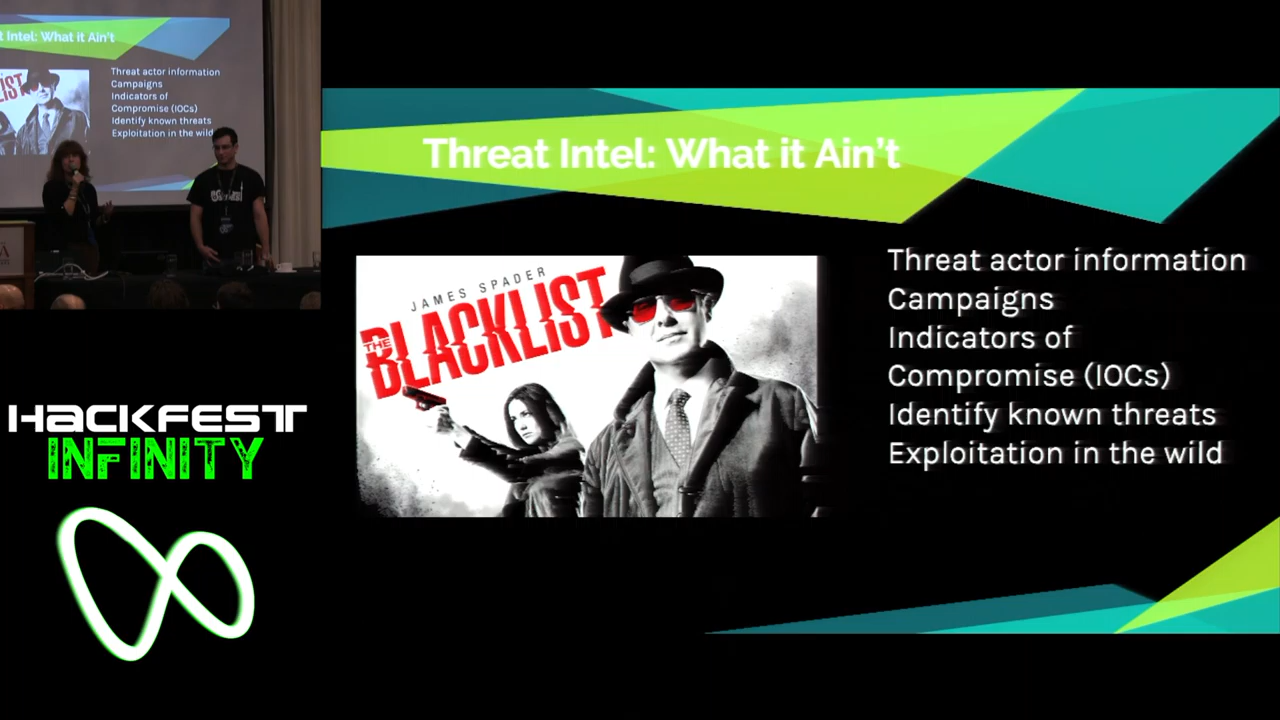 t Intel: What it Ain't
Threat actor information
Campaigns
Indicators of
Compromise (IOCs)
Identify known threats
Exploitation in the wild
Threat Intel: What it Ain't
JAMES SPADER
THE BLACKLIST
Threat actor information
Campaigns
Indicators of
Compromise (IOCs)
Identify known threats
Exploitation in the wild
HACKFEST
INFINITY